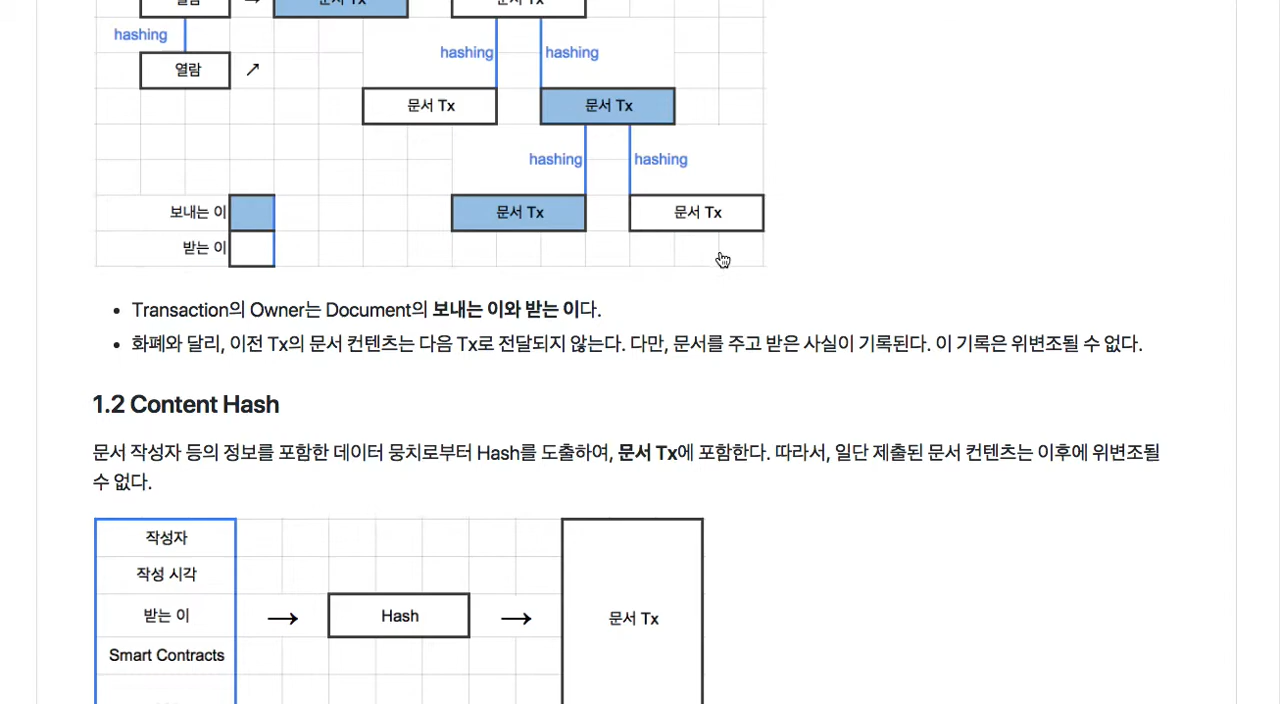 열람 → 문서 Tx 문서 Tx
hashing
hashing hashing
열람 ↗
문서 Tx 문서 Tx
hashing hashing
보내는 이 문서 Tx 문서 Tx
받는 이
• Transaction의 Owner는 Document의 보내는 이와 받는 이다.
• 화폐와 달리, 이전 Tx의 문서 컨텐츠는 다음 Tx로 전달되지 않는다. 다만, 문서를 주고 받은 사실이 기록된다. 이 기록은 위변조될 수 없다.
1.2 Content Hash
문서 작성자 등의 정보를 포함한 데이터 뭉치로부터 Hash를 도출하여, 문서 Tx에 포함한다. 따라서, 일단 제출된 문서 컨텐츠는 이후에 위변조될
수 없다.
작성자
작성 시각
받는 이 → Hash → 문서 Tx
Smart Contracts